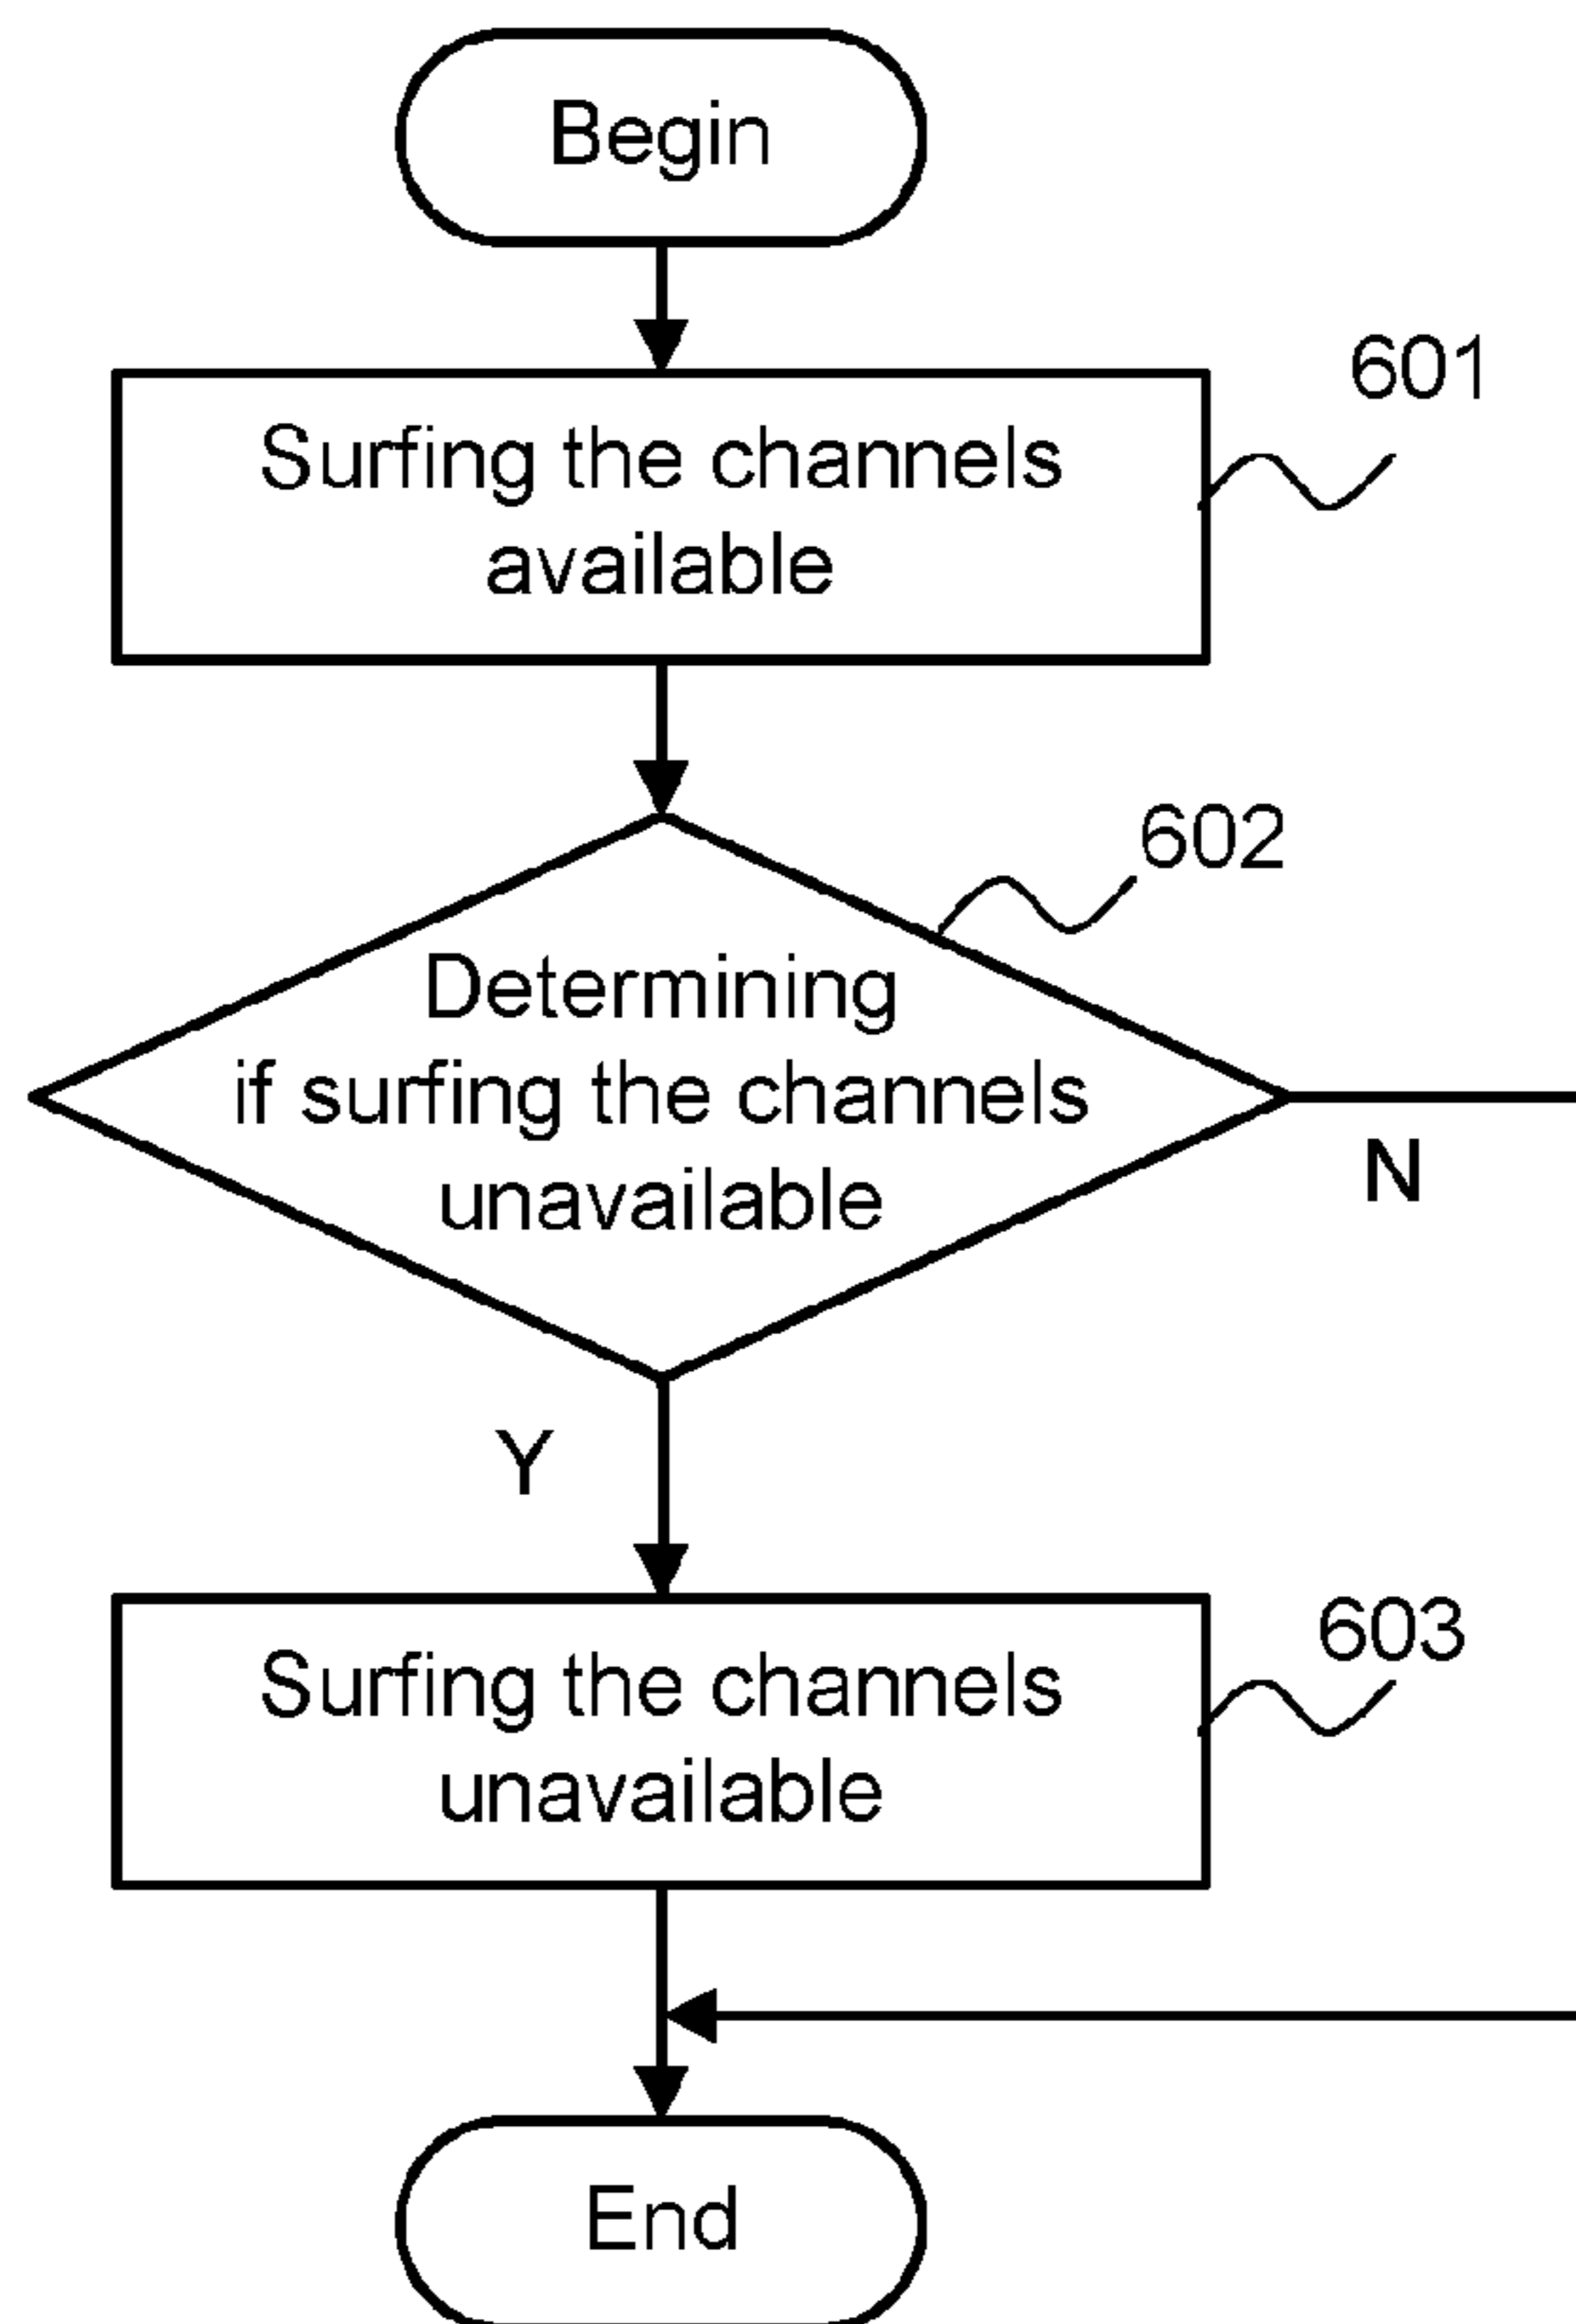 Begin
601
Surfing the channels
available
602
Determining
if surfing the channels
unavailable
N
Y
603
Surfing the channels
unavailable
End